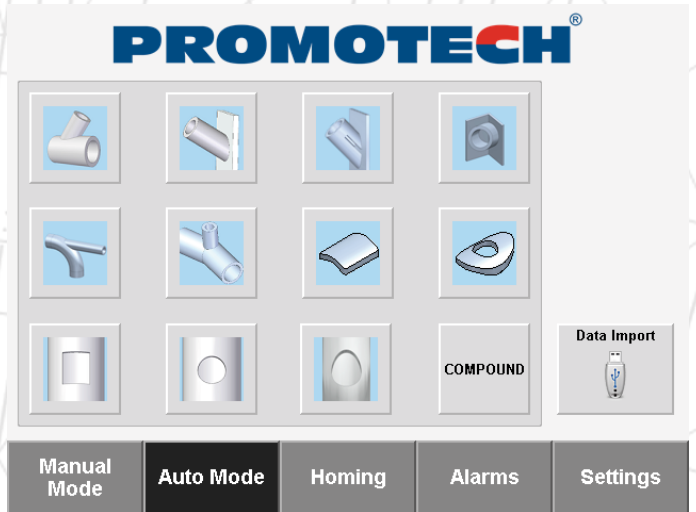 PROMOTECH®
COMPOUND
Data Import
Manual
Mode
Auto Mode
Homing
Alarms
Settings